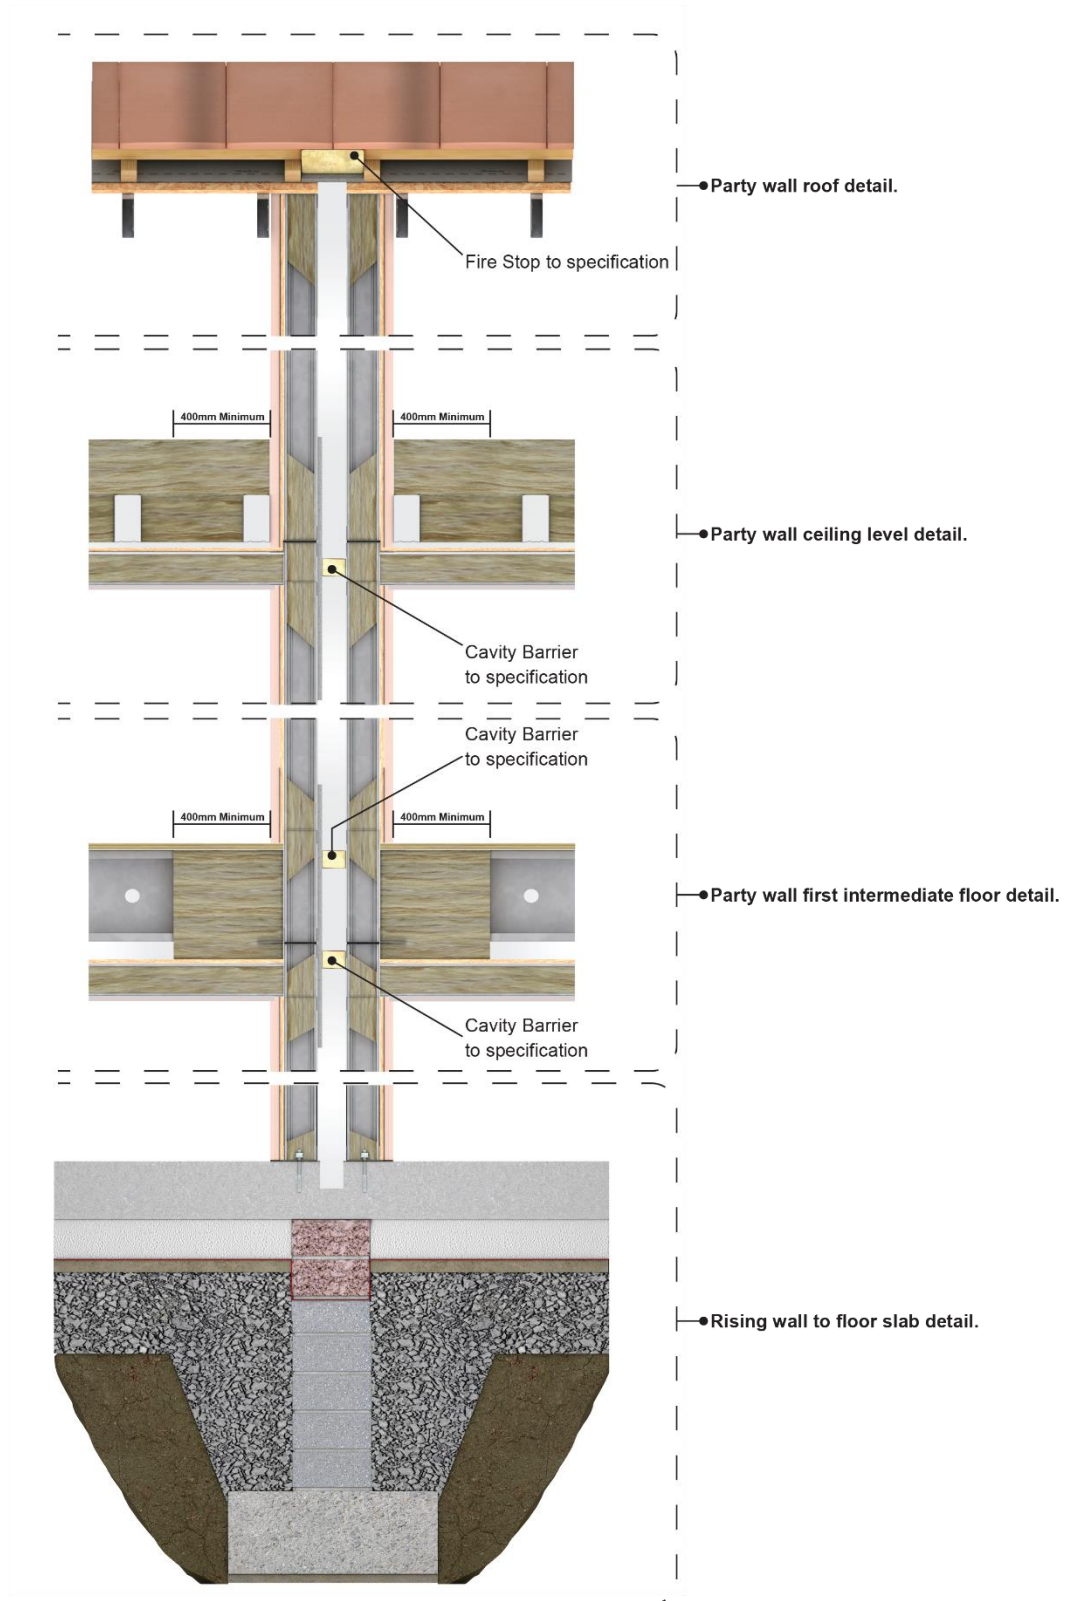 Party wall roof detail.
Fire Stop to specification
400mm Minimum
400mm Minimum
Party wall ceiling level detail.
Cavity Barrier
to specification
Cavity Barrier
to specification
400mm Minimum
400mm Minimum
Party wall first intermediate floor detail.
Cavity Barrier
to specification
Rising wall to floor slab detail.